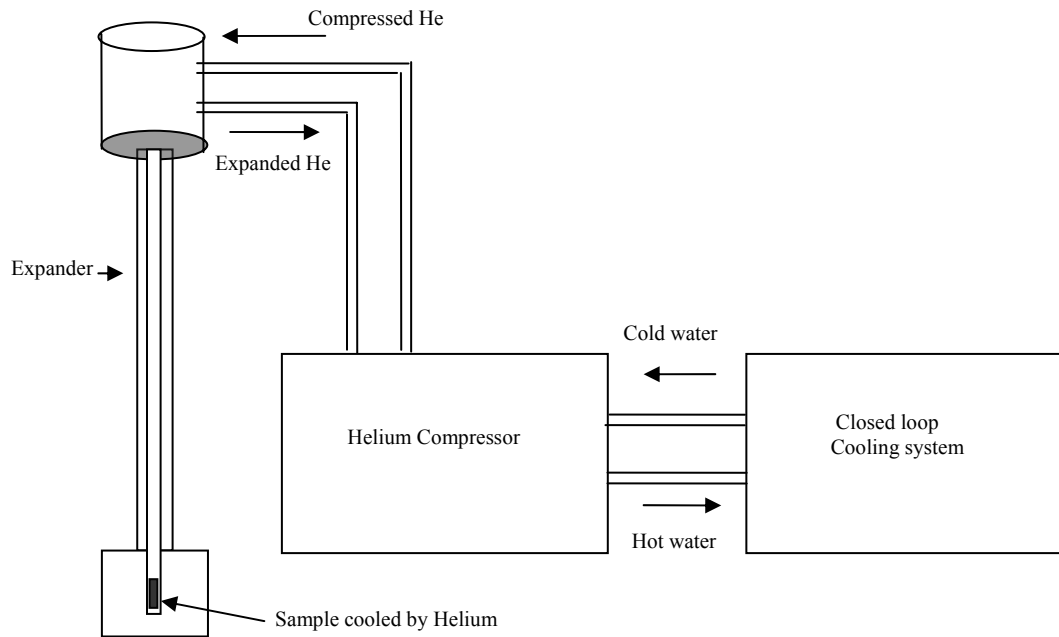 Compressed He
Expanded He
Expander
Cold water
Helium Compressor
Closed loop
Cooling system
Hot water
Sample cooled by Helium